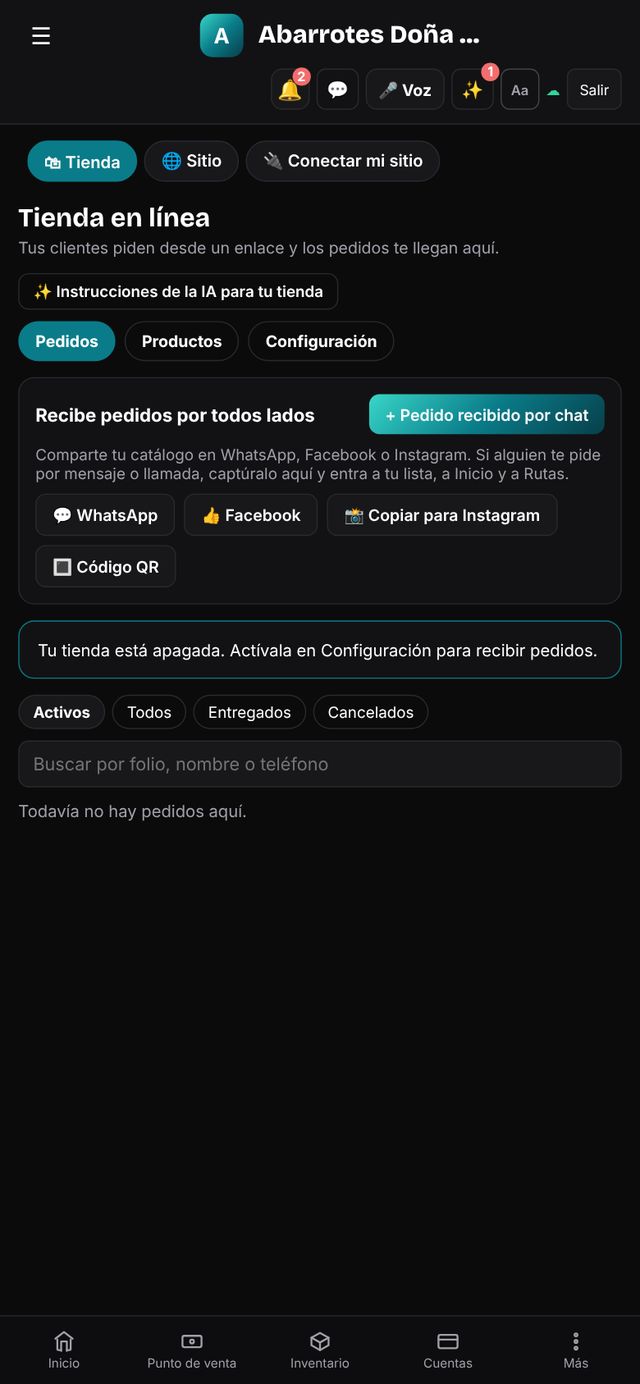 ☰ A Abarrotes Doña ...
🔔 2 💬 🎤 Voz ✨ 1 Aa ☁ Salir
🛍 Tienda 🌐 Sitio 🔌 Conectar mi sitio
Tienda en línea
Tus clientes piden desde un enlace y los pedidos te llegan aquí.
✨ Instrucciones de la IA para tu tienda
Pedidos Productos Configuración
Recibe pedidos por todos lados + Pedido recibido por chat
Comparte tu catálogo en WhatsApp, Facebook o Instagram. Si alguien te pide
por mensaje o llamada, captúralo aquí y entra a tu lista, a Inicio y a Rutas.
💬 WhatsApp 👍 Facebook 📸 Copiar para Instagram
🔳 Código QR
Tu tienda está apagada. Actívala en Configuración para recibir pedidos.
Activos Todos Entregados Cancelados
Buscar por folio, nombre o teléfono
Todavía no hay pedidos aquí.
Inicio Punto de venta Inventario Cuentas Más